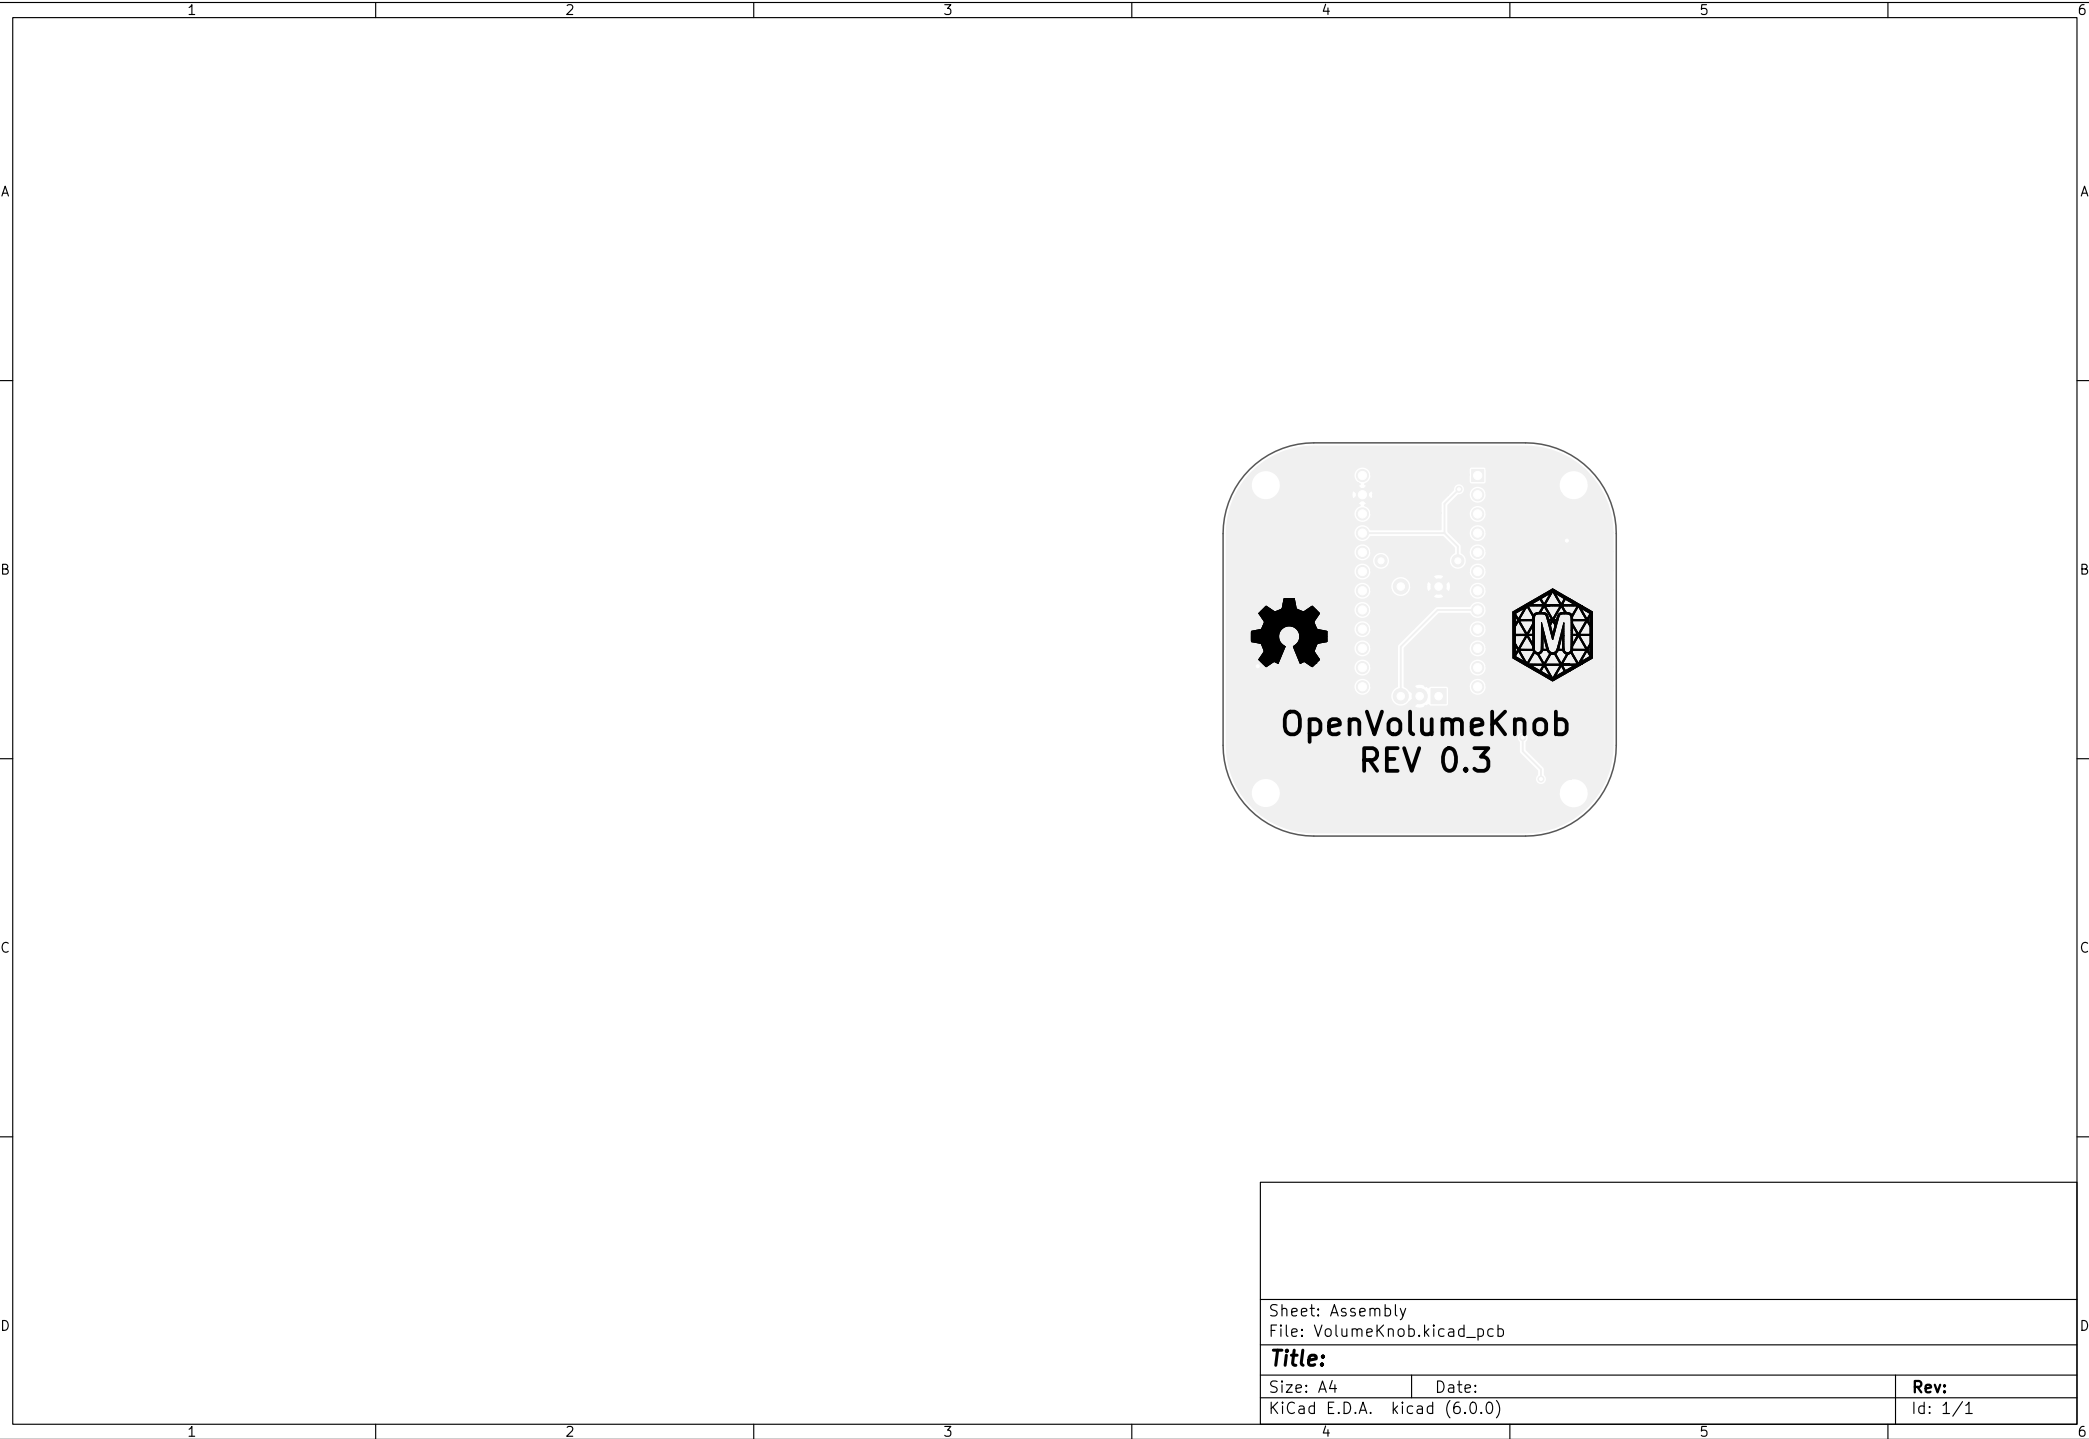 1 2 3 4 5 6
A A
B B
M
OpenVolumeKnob
REV 0.3
C C
Sheet: Assembly
File: VolumeKnob.kicad_pcb
D D
Title:
Size: A4 Date: Rev:
KiCad E.D.A. kicad (6.0.0) Id: 1/1
1 2 3 4 5 6